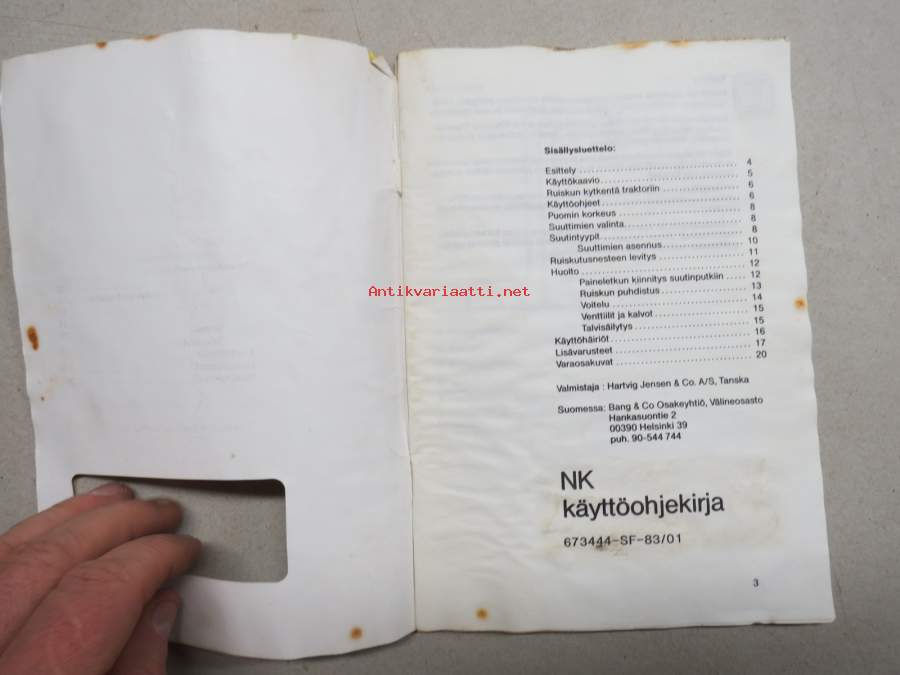 Sisällysluettelo:
Esittely ........ 4
Käyttökaavio ........ 5
Ruiskun kytkentä traktoriin ........ 6
Käyttöohjeet ........ 6
Puomin korkeus ........ 8
Suuttimien valinta ........ 8
Suutintyypit ........ 8
Suuttimien asennus ........ 10
Ruiskutusnesteen levitys ........ 11
Huolto ........ 12
Paineletkun kiinnitys suutinputkiin ..... 12
Ruiskun puhdistus ........ 13
Voitelu ........ 14
Venttiilit ja kalvot ........ 15
Talvisäilytys ........ 15
Käyttöhäiriöt ........ 16
Lisävarusteet ........ 17
Varaosakuvat ........ 20
Valmistaja : Hartvig Jensen & Co. A/S, Tanska
Suomessa: Bang & Co Osakeyhtiö, Välineosasto
Hankasuontie 2
00390 Helsinki 39
puh. 90-544 744
NK
käyttöohjekirja
673444-SF-83/01
3
Antikvariaatti.net